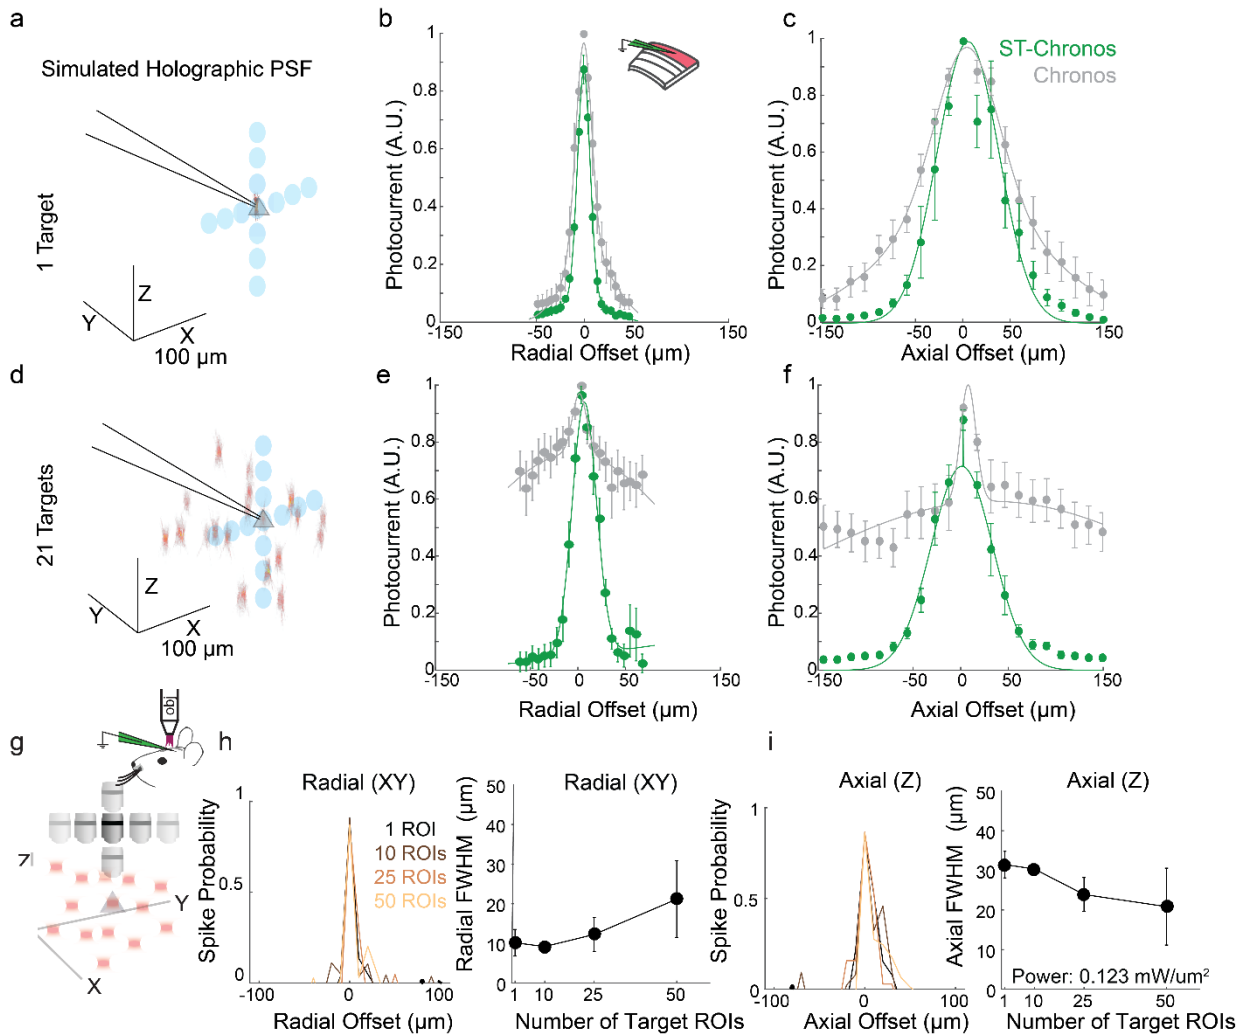 a
Simulated Holographic PSF
1 Target
Z
Y
X
100 µm
b
Photocurrent (A.U.)
1
0.8
0.6
0.4
0.2
0
-150
-50
0
50
150
Radial Offset (µm)
c
ST-Chronos
Chronos
Photocurrent (A.U.)
1
0.8
0.6
0.4
0.2
0
-150
-50
0
50
150
Axial Offset (µm)
d
21 Targets
Z
Y
X
100 µm
e
Photocurrent (A.U.)
1
0.8
0.6
0.4
0.2
0
-150
-50
0
50
150
Radial Offset (µm)
f
Photocurrent (A.U.)
1
0.8
0.6
0.4
0.2
0
-150
-50
0
50
150
Axial Offset (µm)
g
obj
Z
Y
X
h
Radial (XY)
Spike Probability
1
0.5
0
1 ROI
10 ROIs
25 ROIs
50 ROIs
-100
0
100
Radial Offset (µm)
Radial (XY)
Radial FWHM (µm)
50
40
30
20
10
0
1
10
25
50
Number of Target ROIs
i
Axial (Z)
Spike Probability
1
0.5
0
-100
0
100
Axial Offset (µm)
Axial (Z)
Axial FWHM (µm)
50
40
30
20
10
0
Power: 0.123 mW/um²
1
10
25
50
Number of Target ROIs